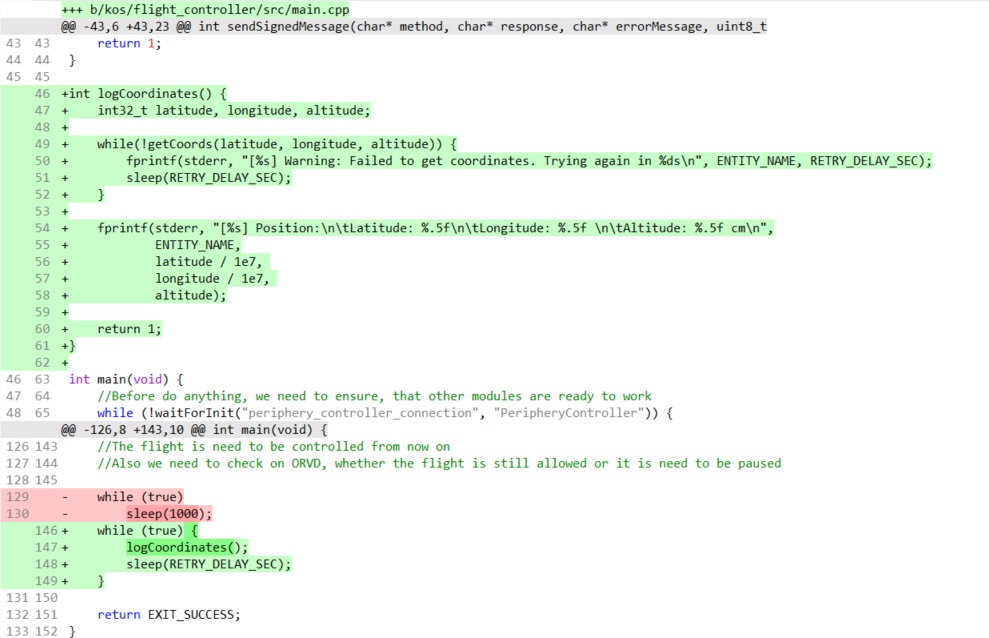 +++ b/kos/flight_controller/src/main.cpp
@@ -43,6 +43,23 @@ int sendSignedMessage(char* method, char* response, char* errorMessage, uint8_t
43 43     return 1;
44 44 }
45 45
46 +int logCoordinates() {
47 +    int32_t latitude, longitude, altitude;
48 +
49 +    while(!getCoords(latitude, longitude, altitude)) {
50 +        fprintf(stderr, "[%s] Warning: Failed to get coordinates. Trying again in %ds\n", ENTITY_NAME, RETRY_DELAY_SEC);
51 +        sleep(RETRY_DELAY_SEC);
52 +    }
53 +
54 +    fprintf(stderr, "[%s] Position:\n\tLatitude: %.5f\n\tLongitude: %.5f \n\tAltitude: %.5f cm\n",
55 +            ENTITY_NAME,
56 +            latitude / 1e7,
57 +            longitude / 1e7,
58 +            altitude);
59 +
60 +    return 1;
61 +}
62 +
46 63 int main(void) {
47 64     //Before do anything, we need to ensure, that other modules are ready to work
48 65     while (!waitForInit("periphery_controller_connection", "PeripheryController")) {
@@ -126,8 +143,10 @@ int main(void) {
126 143     //The flight is need to be controlled from now on
127 144     //Also we need to check on ORVD, whether the flight is still allowed or it is need to be paused
128 145
129 -    while (true)
130 -        sleep(1000);
146 +    while (true) {
147 +        logCoordinates();
148 +        sleep(RETRY_DELAY_SEC);
149 +    }
131 150
132 151     return EXIT_SUCCESS;
133 152 }